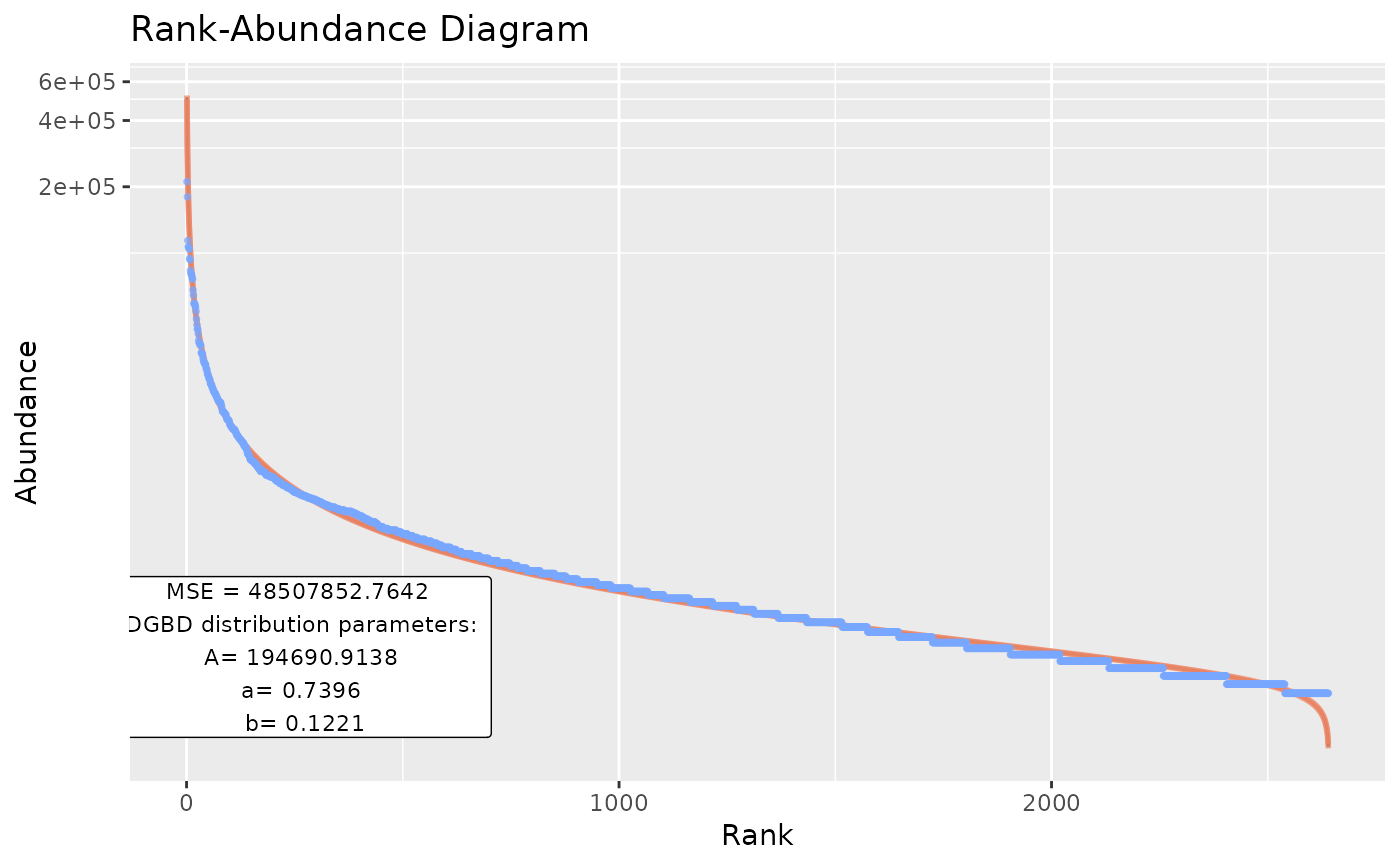 Rank-Abundance Diagram
6e+05
4e+05
2e+05
Abundance
MSE = 48507852.7642
DGBD distribution parameters:
A= 194690.9138
a= 0.7396
b= 0.1221
0
1000
2000
Rank